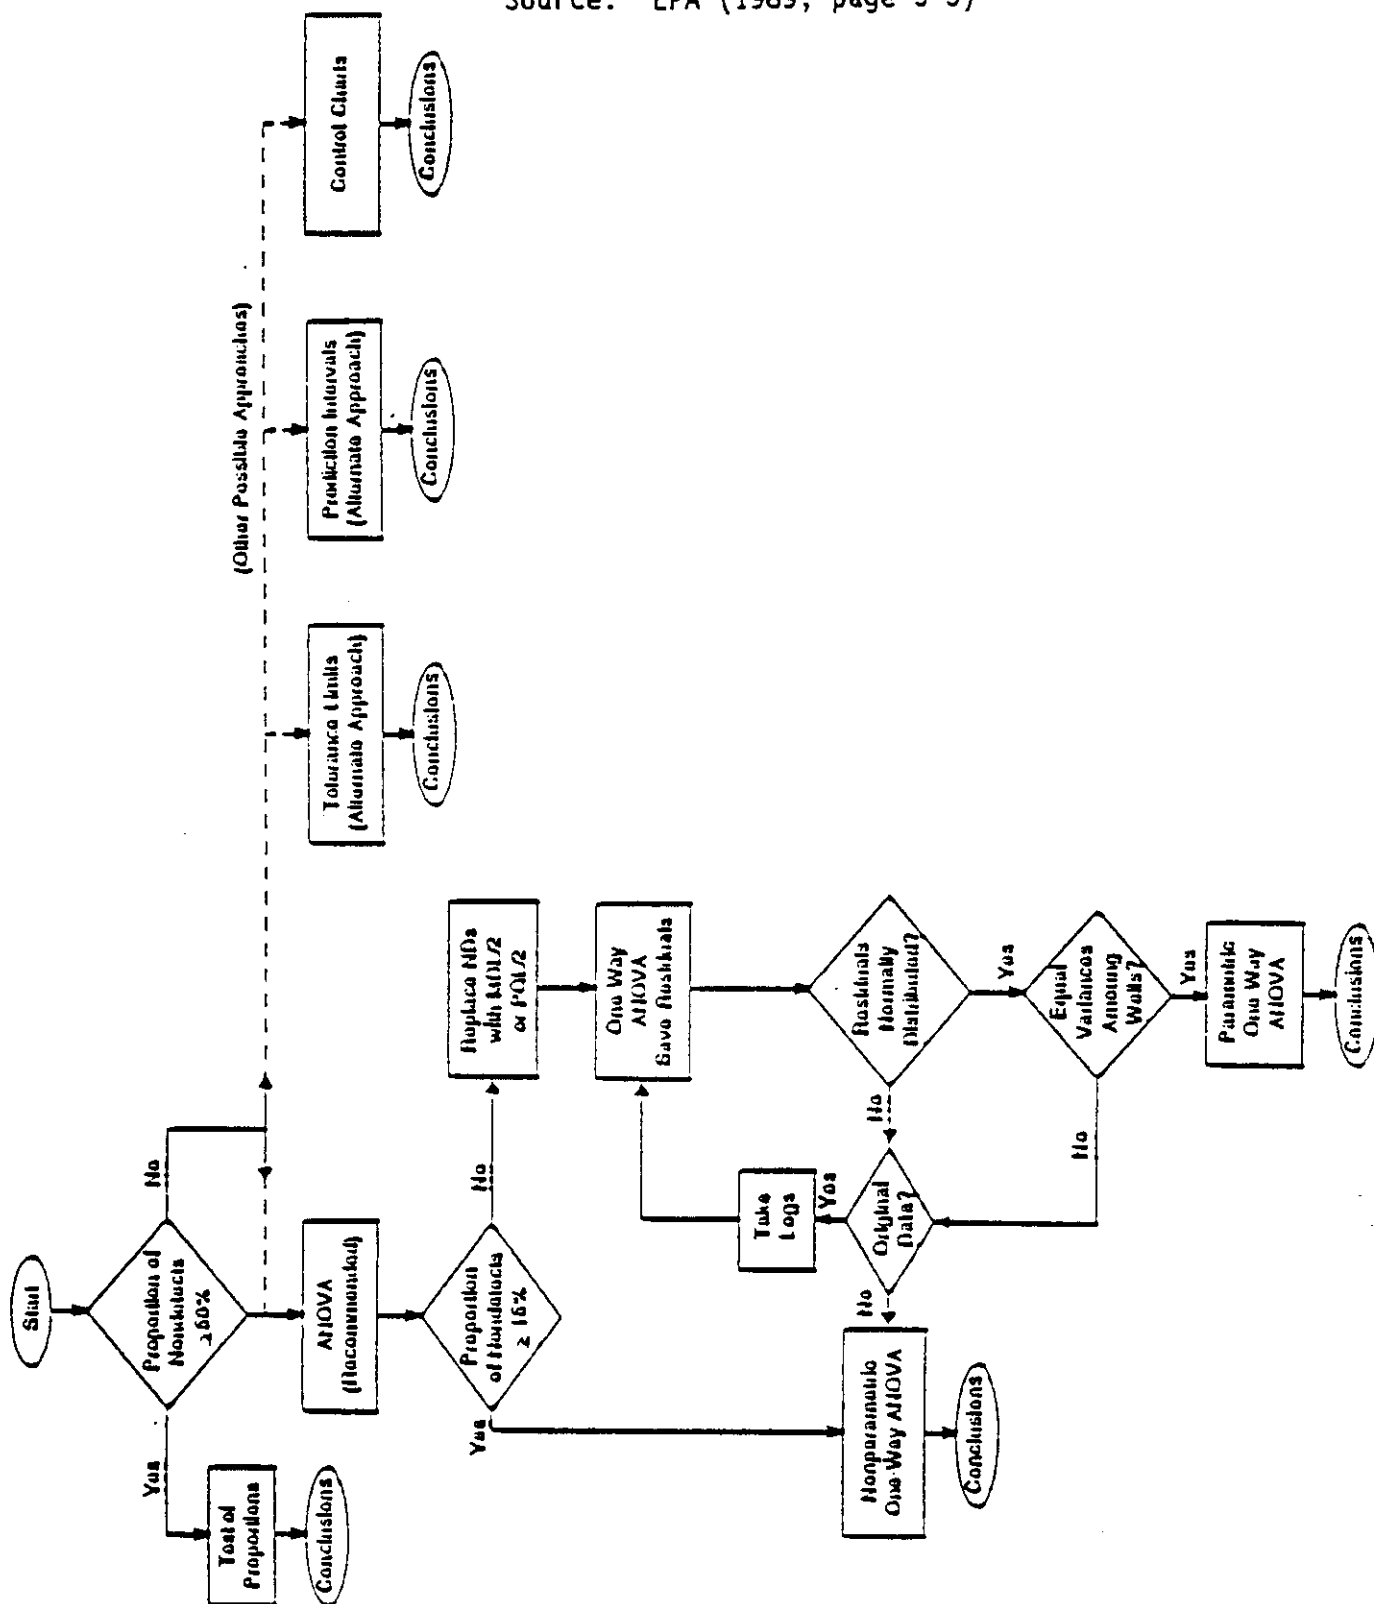 Source: EPA (1989, page 5-3)
Start
Proportion of
Nondetects
≥50%
Yes
No
Test of
Proportions
Conclusions
ANOVA
(Recommended)
(Other Possible Approaches)
Tolerance Limits
(Alternate Approach)
Conclusions
Prediction Intervals
(Alternate Approach)
Conclusions
Control Charts
Conclusions
Proportion
of Nondetects
≥ 15%
Yes
No
Replace NDs
with MDL/2
or PQL/2
One Way
ANOVA
Save Residuals
Residuals
Normally
Distributed?
No
Yes
Original
Data?
Yes
No
Take
Logs
Equal
Variances
Among
Wells?
No
Yes
Nonparametric
One-Way ANOVA
Conclusions
Parametric
One Way
ANOVA
Conclusions